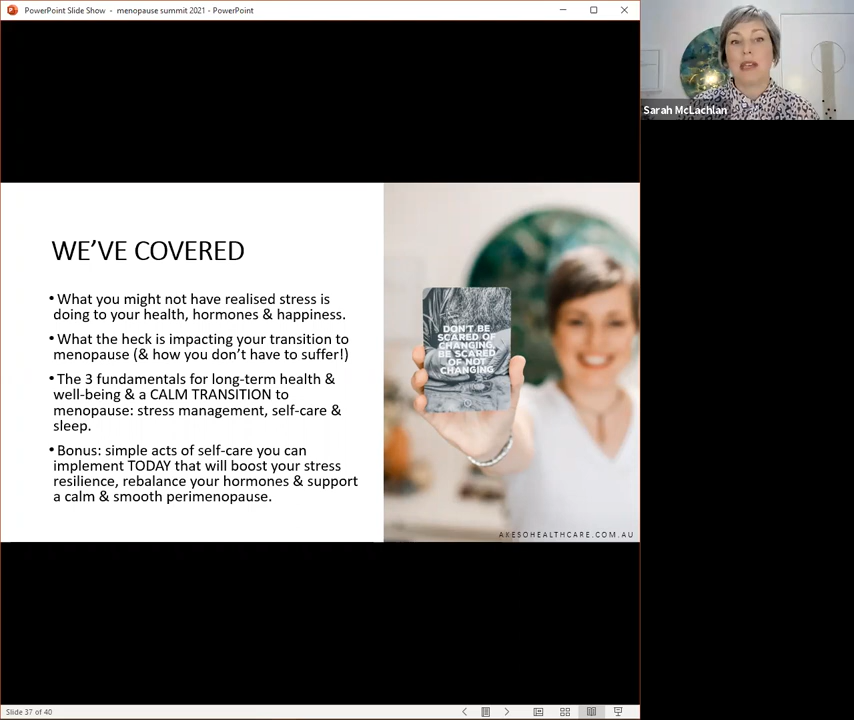 PowerPoint Slide Show - menopause summit 2021 - PowerPoint
Sarah McLachlan
WE'VE COVERED
• What you might not have realised stress is
doing to your health, hormones & happiness.
• What the heck is impacting your transition to
menopause (& how you don't have to suffer!)
• The 3 fundamentals for long-term health &
well-being & a CALM TRANSITION to
menopause: stress management, self-care &
sleep.
• Bonus: simple acts of self-care you can
implement TODAY that will boost your stress
resilience, rebalance your hormones & support
a calm & smooth perimenopause.
DON'T BE
SCARED OF
CHANGING.
BE SCARED
OF NOT
CHANGING
AXESOHEALTHCARE.COM.AU
Slide 37 of 40